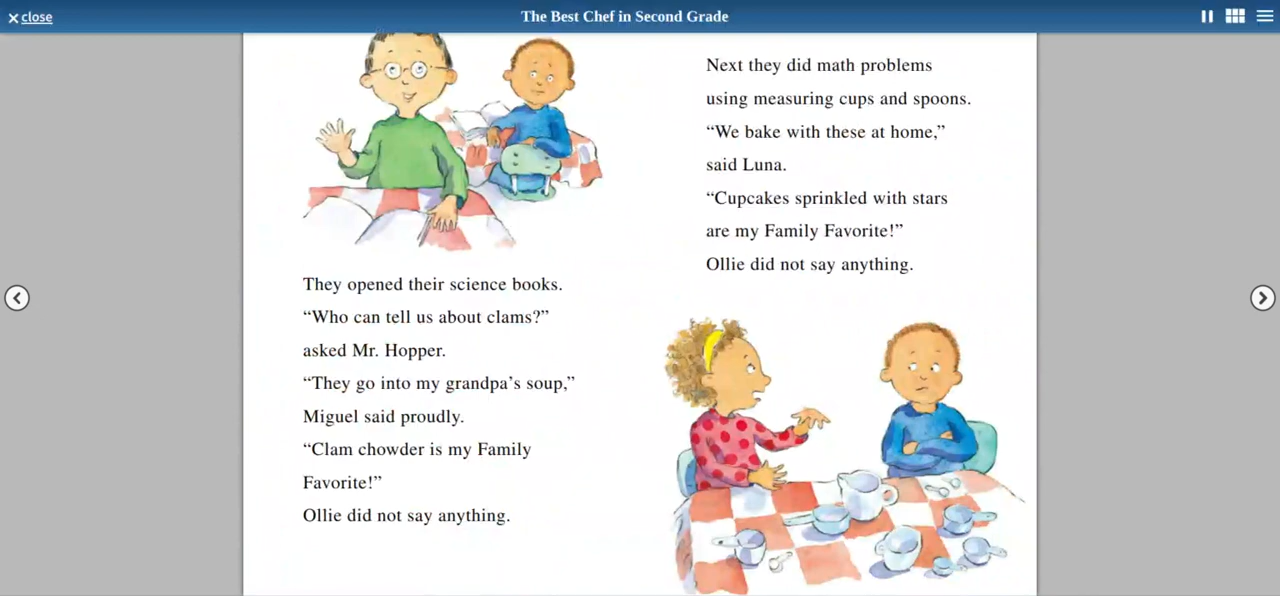 close
The Best Chef in Second Grade
They opened their science books.
“Who can tell us about clams?”
asked Mr. Hopper.
“They go into my grandpa’s soup,”
Miguel said proudly.
“Clam chowder is my Family
Favorite!”
Ollie did not say anything.
Next they did math problems
using measuring cups and spoons.
“We bake with these at home,”
said Luna.
“Cupcakes sprinkled with stars
are my Family Favorite!”
Ollie did not say anything.